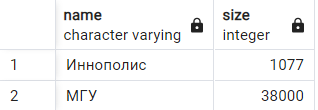 name size
character varying integer
1 Иннополис 1077
2 МГУ 38000